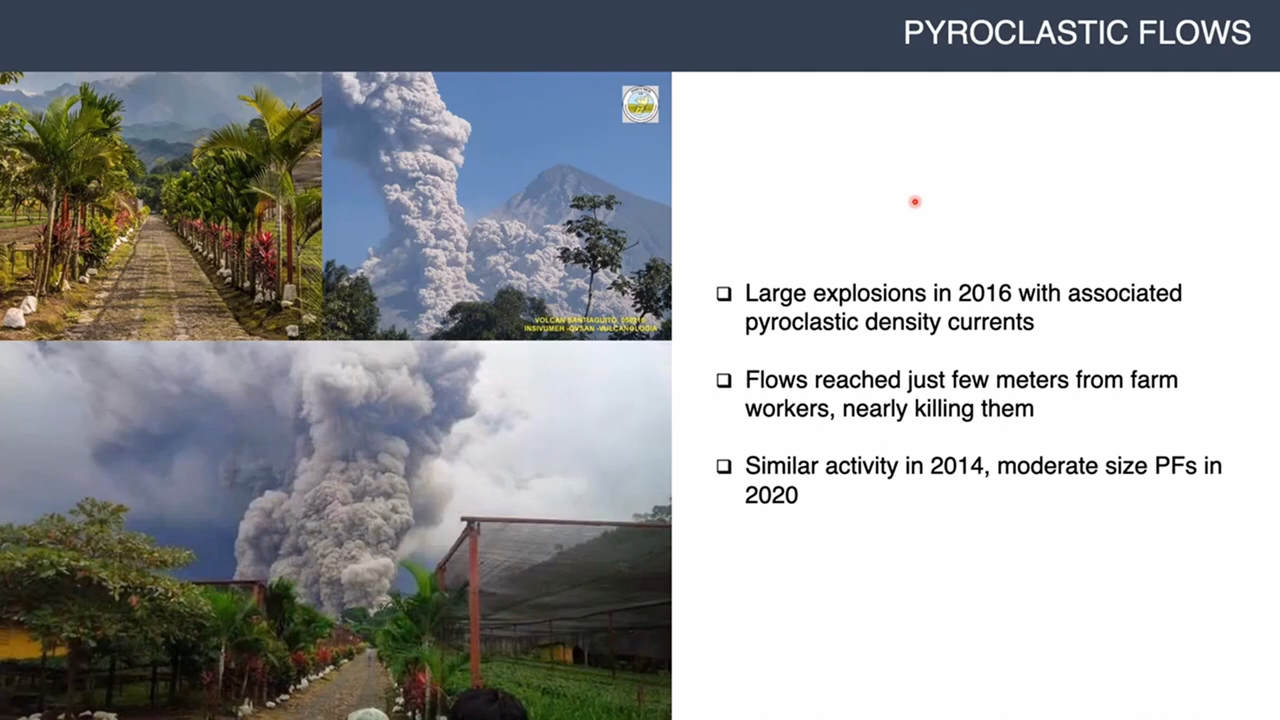 PYROCLASTIC FLOWS
VOLCAN SANTIAGUITO,
INSIVUMEH -OVSAN -VULCANOLOGIA
❑ Large explosions in 2016 with associated
pyroclastic density currents
❑ Flows reached just few meters from farm
workers, nearly killing them
❑ Similar activity in 2014, moderate size PFs in
2020